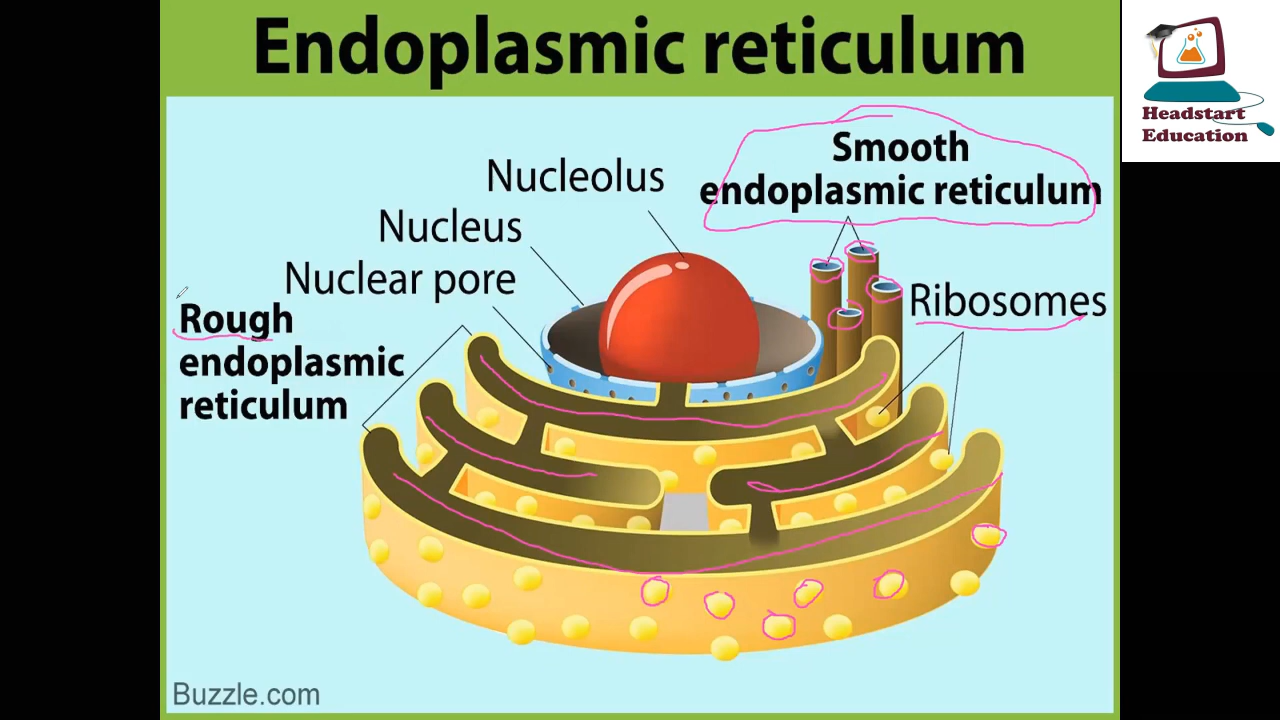 Endoplasmic reticulum
Headstart
Education
Smooth
endoplasmic reticulum
Nucleolus
Nucleus
Nuclear pore
Rough
endoplasmic
reticulum
Ribosomes
Buzzle.com